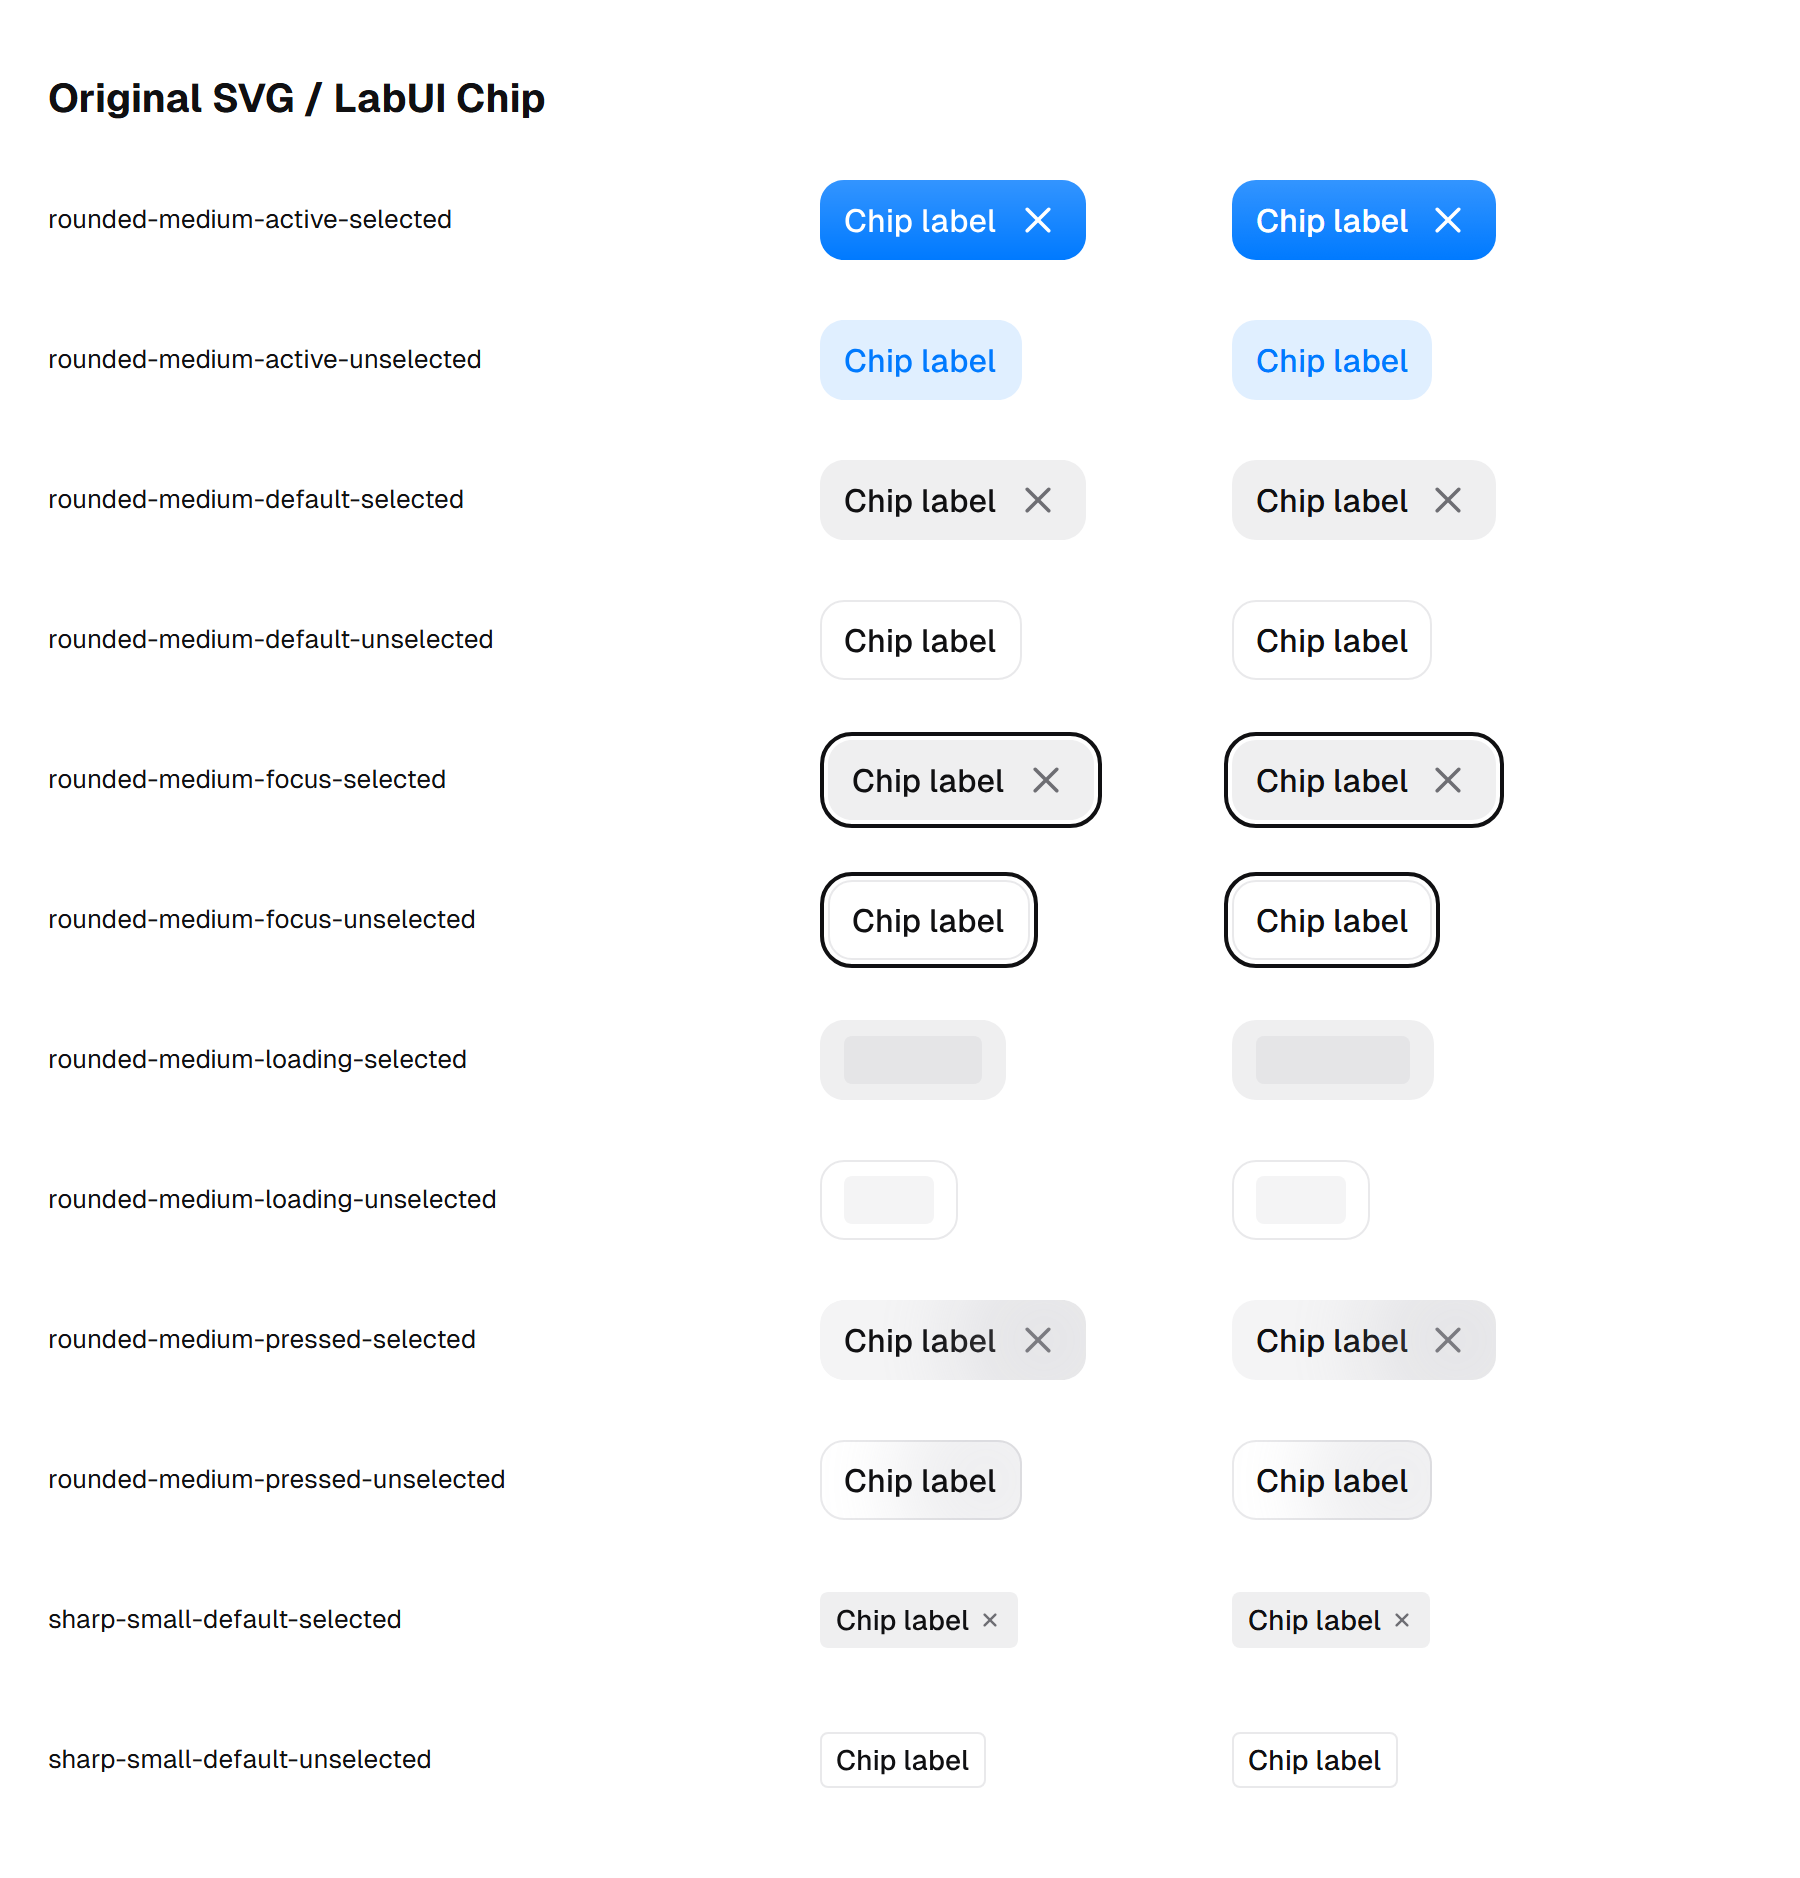 Original SVG / LabUI Chip
rounded-medium-active-selected Chip label Chip label
rounded-medium-active-unselected Chip label Chip label
rounded-medium-default-selected Chip label Chip label
rounded-medium-default-unselected Chip label Chip label
rounded-medium-focus-selected Chip label Chip label
rounded-medium-focus-unselected Chip label Chip label
rounded-medium-loading-selected
rounded-medium-loading-unselected
rounded-medium-pressed-selected Chip label Chip label
rounded-medium-pressed-unselected Chip label Chip label
sharp-small-default-selected Chip label Chip label
sharp-small-default-unselected Chip label Chip label